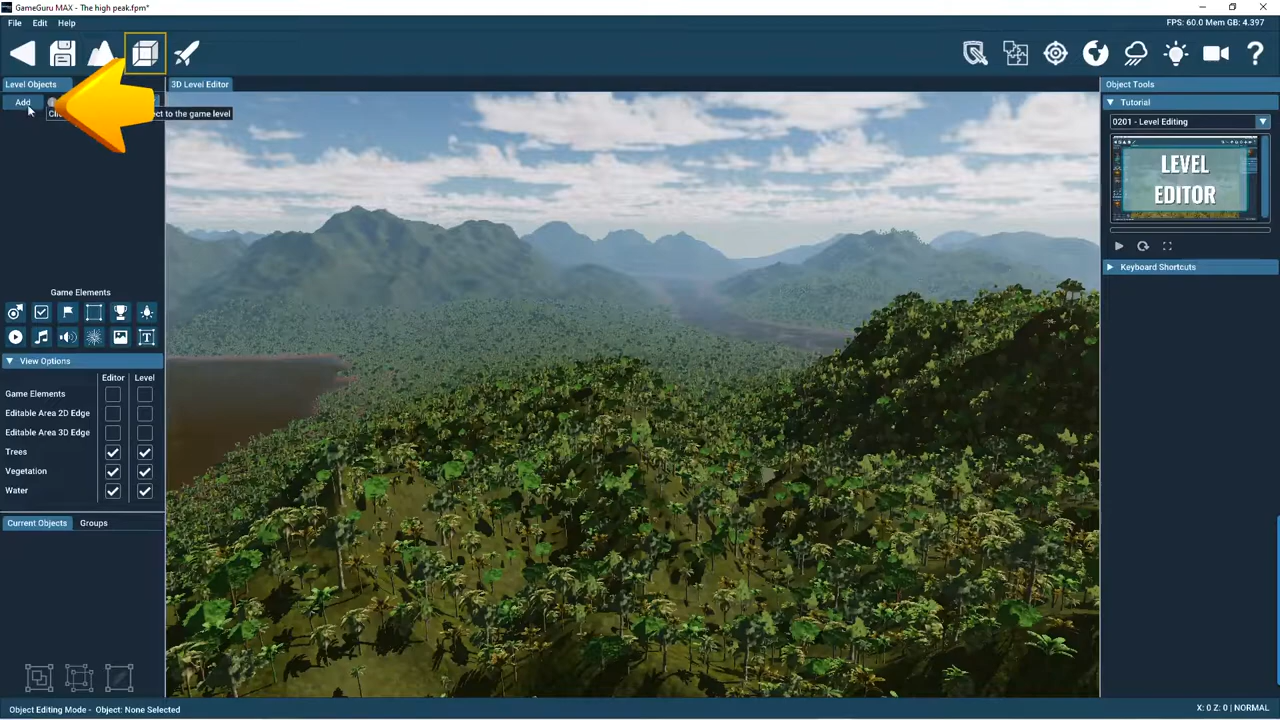 GameGuru MAX - The high peak.fpm*
File Edit Help
FPS: 60.0 Mem GB: 4.397
Level Objects
3D Level Editor
Object Tools
Add
ect to the game level
Tutorial
0201 - Level Editing
LEVEL
EDITOR
Keyboard Shortcuts
Game Elements
View Options
Editor Level
Game Elements
Editable Area 2D Edge
Editable Area 3D Edge
Trees
Vegetation
Water
Current Objects Groups
Object Editing Mode - Object: None Selected
X: 0 Z: 0 | NORMAL